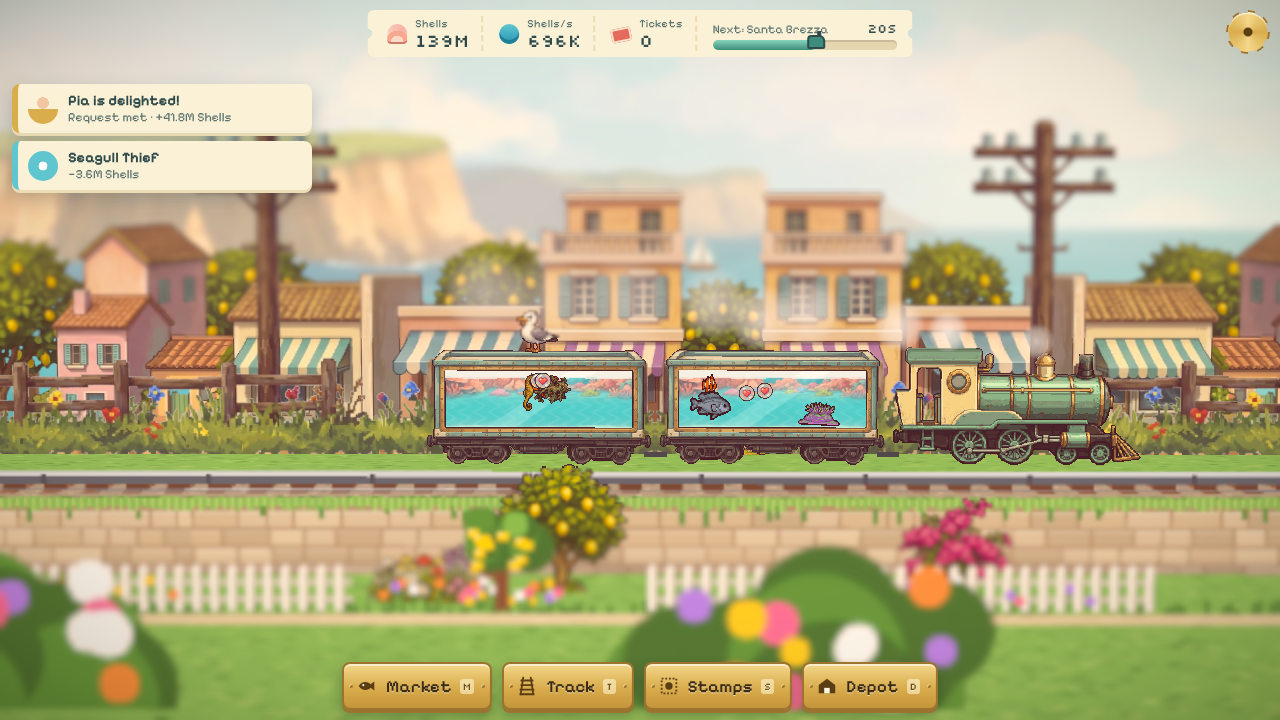 Shells
139M
Shells/s
696K
Tickets
0
Next: Santa Brezza 20S
Pia is delighted!
Request met · +41.8M Shells
Seagull Thief
-3.6M Shells
Market M
Track T
Stamps S
Depot D